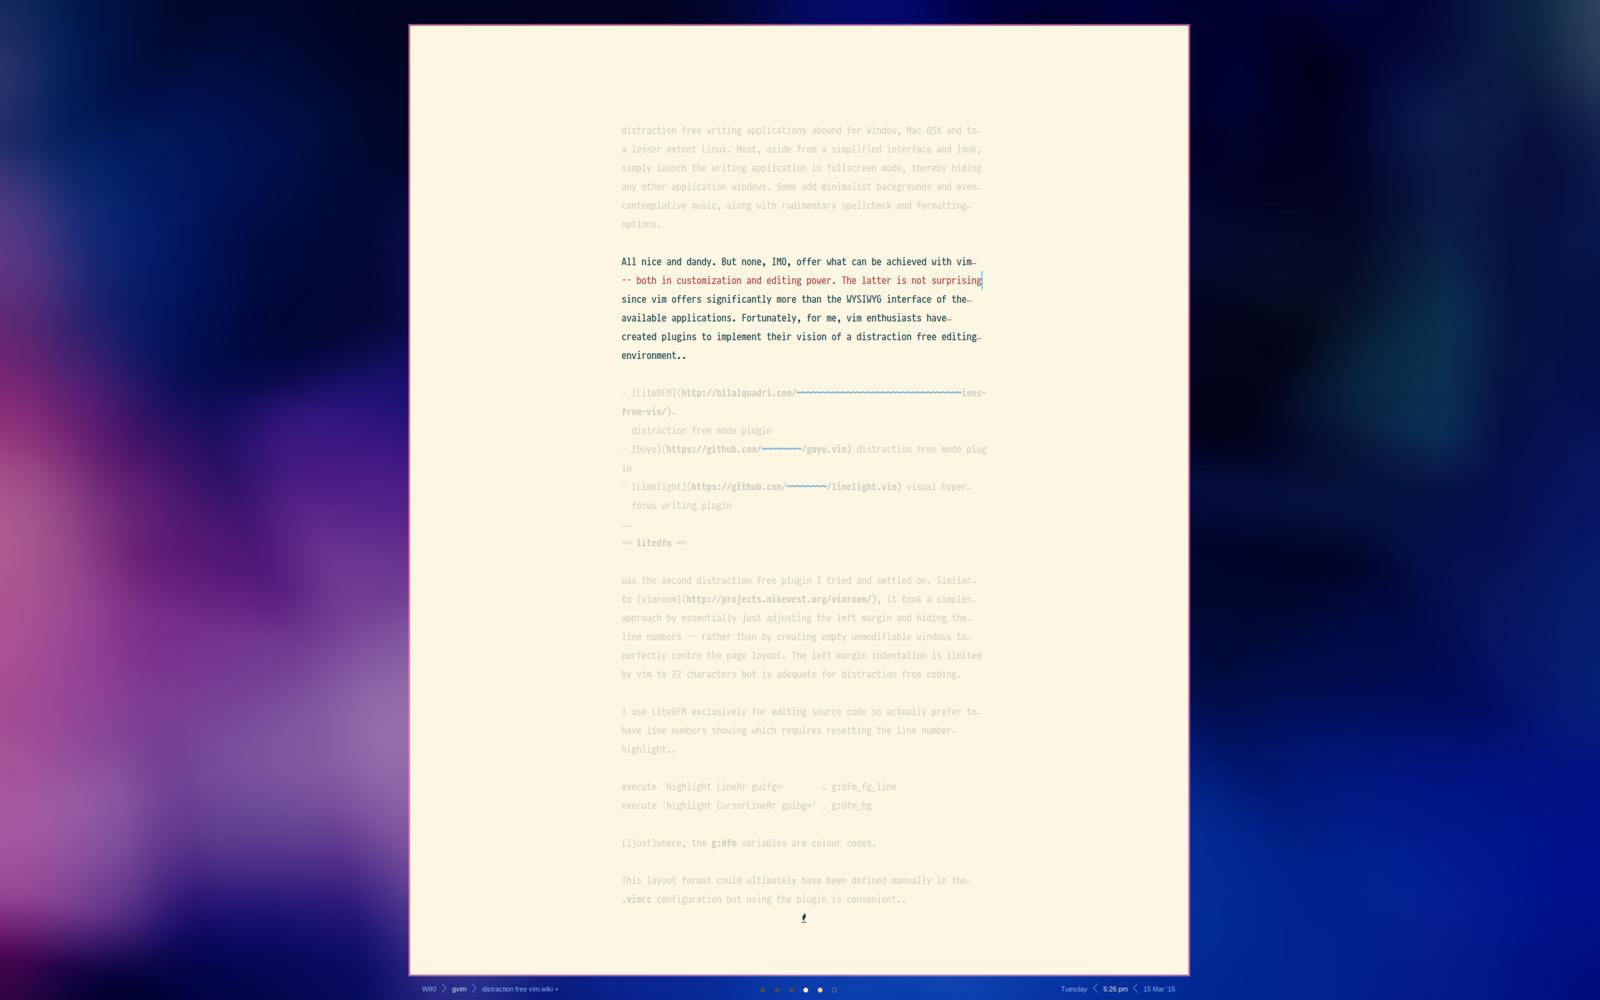 distraction free writing applications abound for Window, Mac OSX and to
a lesser extent Linux. Most, aside from a simplified interface and look,
simply launch the writing application in fullscreen mode, thereby hiding
any other application windows. Some add minimalist backgrounds and even
contemplative music, along with rudimentary spellcheck and formatting
options.
All nice and dandy. But none, IMO, offer what can be achieved with vim
-- both in customization and editing power. The latter is not surprising
since vim offers significantly more than the WYSIWYG interface of the
available applications. Fortunately, for me, vim enthusiasts have
created plugins to implement their vision of a distraction free editing
environment..
- [LiteDFM](http://bilalquadri.com/~~~~~~~~~~~~~~~~~~~~~~~~~~~~~~~~~ions-
from-vim/)
distraction free mode plugin
- [Goyo](https://github.com/~~~~~~~~/goyo.vim) distraction free mode plug
in
- [Limelight](https://github.com/~~~~~~~~/limelight.vim) visual hyper
focus writing plugin
== litedfm ==
was the second distraction free plugin I tried and settled on. Similar
to [vimroom](http://projects.mikewest.org/vimroom/), it took a simpler
approach by essentially just adjusting the left margin and hiding the
line numbers -- rather than by creating empty unmodifiable windows to
perfectly centre the page layout. The left margin indentation is limited
by vim to 22 characters but is adequate for distraction free coding.
I use LiteDFM exclusively for editing source code so actually prefer to
have line numbers showing which requires resetting the line number
highlight..
execute 'highlight LineNr guifg=' . g:dfm_fg_line
execute 'highlight CursorLineNr guibg=' . g:dfm_bg
[ljust]where, the g:dfm variables are colour codes.
This layout format could ultimately have been defined manually in the
.vimrc configuration but using the plugin is convenient..
WIKI gvim distraction free vim.wiki + Tuesday 6:26 pm 15 Mar '16